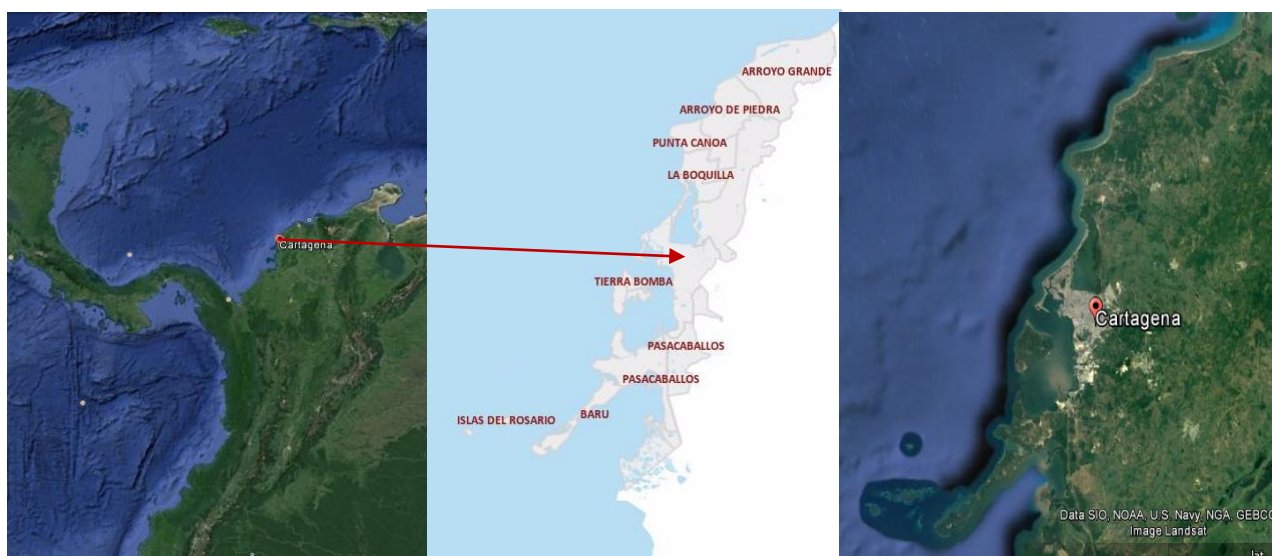 Cartagena
ARROYO GRANDE
ARROYO DE PIEDRA
PUNTA CANOA
LA BOQUILLA
TIERRA BOMBA
PASACABALLOS
PASACABALLOS
BARU
ISLAS DEL ROSARIO
Cartagena
Data SIO, NOAA, U.S. Navy, NGA, GEBCO
Image Landsat